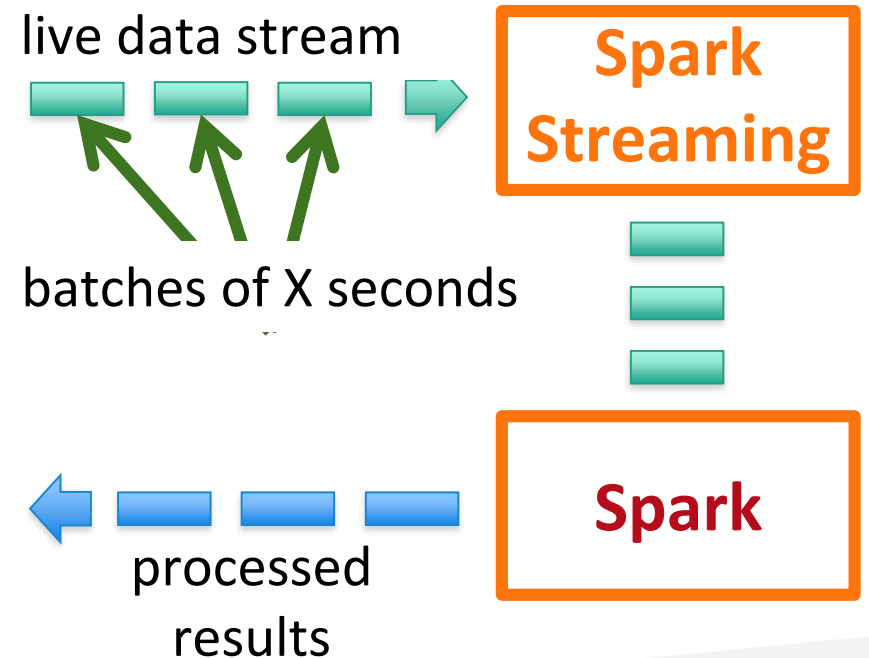 live data stream
Spark
Streaming
batches of X seconds
Spark
processed
results